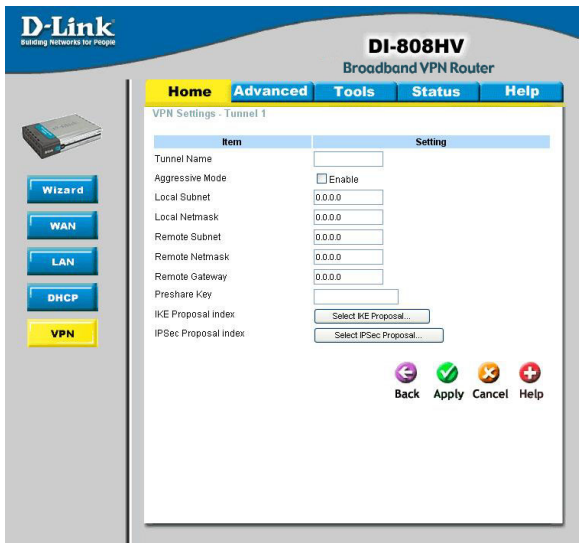 D-Link
Building Networks for People
DI-808HV
Broadband VPN Router
Home Advanced Tools Status Help
VPN Settings - Tunnel 1
Item Setting
Tunnel Name
Aggressive Mode Enable
Local Subnet 0.0.0.0
Local Netmask 0.0.0.0
Remote Subnet 0.0.0.0
Remote Netmask 0.0.0.0
Remote Gateway 0.0.0.0
Preshare Key
IKE Proposal index Select IKE Proposal...
IPSec Proposal index Select IPSec Proposal...
Back Apply Cancel Help
Wizard
WAN
LAN
DHCP
VPN